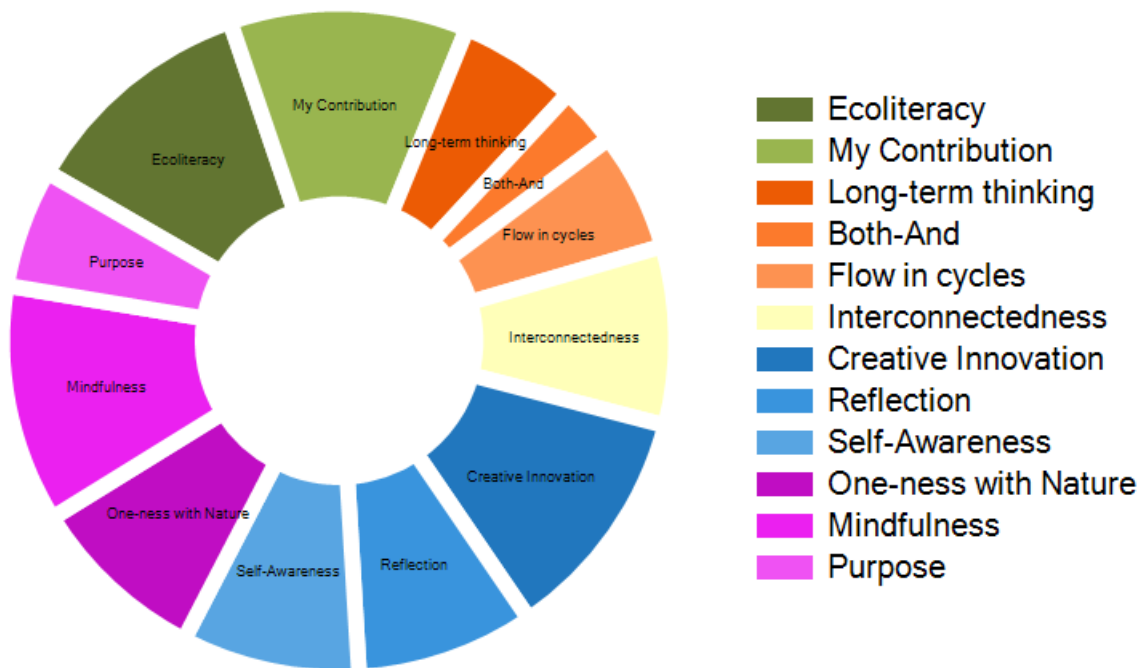 My Contribution
Long-term thinking
Ecoliteracy
Both-And
Flow in cycles
Purpose
Interconnectedness
Mindfulness
Creative Innovation
One-ness with Nature
Reflection
Self-Awareness
Ecoliteracy
My Contribution
Long-term thinking
Both-And
Flow in cycles
Interconnectedness
Creative Innovation
Reflection
Self-Awareness
One-ness with Nature
Mindfulness
Purpose